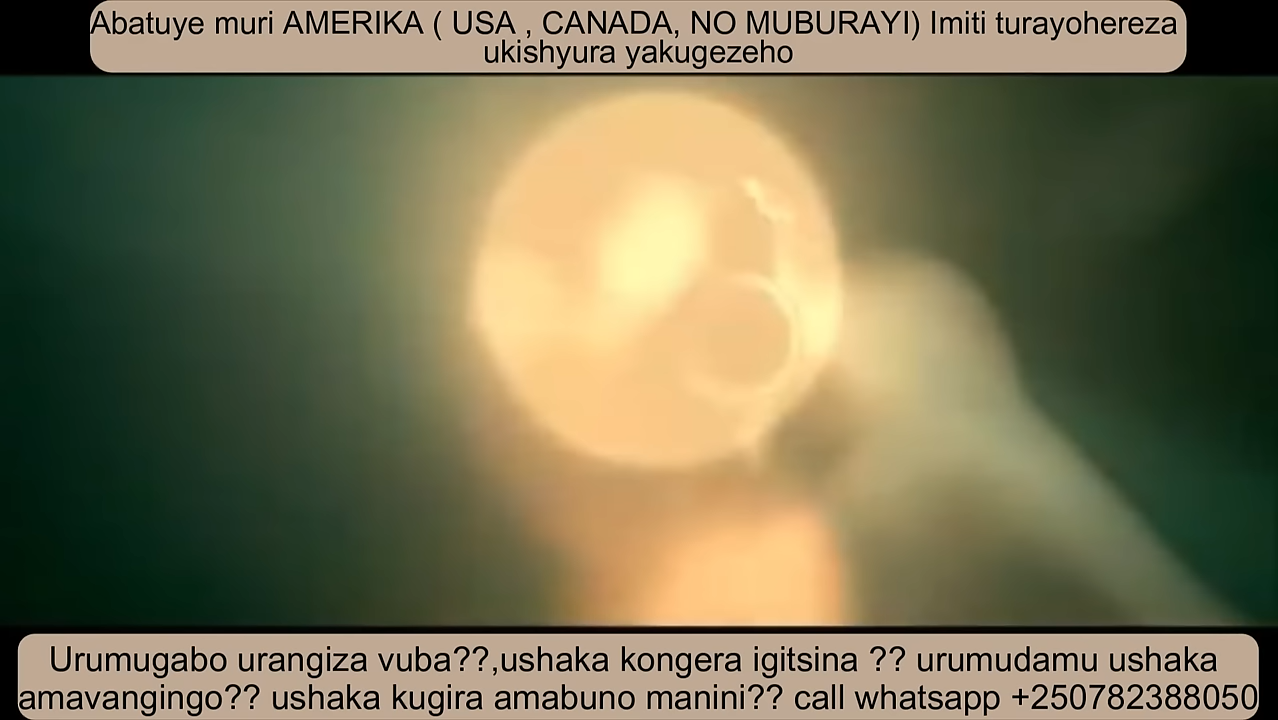 Abatuye muri AMERIKA ( USA , CANADA, NO MUBURAYI) Imiti turayohereza
ukishyura yakugezeho
Urumugabo urangiza vuba??,ushaka kongera igitsina ?? urumudamu ushaka
amavangingo?? ushaka kugira amabuno manini?? call whatsapp +250782388050